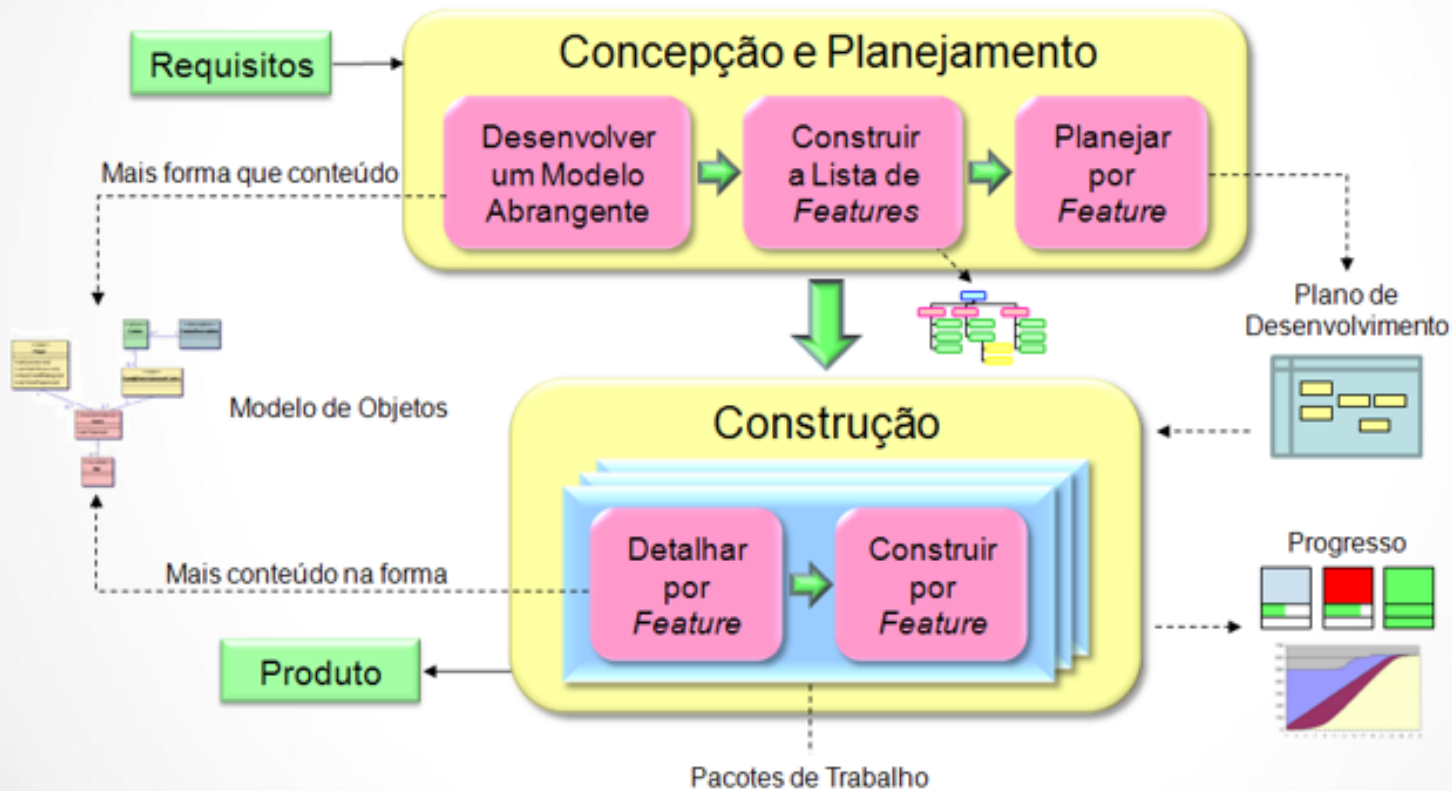 Concepção e Planejamento
Requisitos
Desenvolver
um Modelo
Abrangente
Construir
a Lista de
Features
Planejar
por
Feature
Mais forma que conteúdo
Plano de
Desenvolvimento
Modelo de Objetos
Construção
Detalhar
por
Feature
Construir
por
Feature
Mais conteúdo na forma
Progresso
Produto
Pacotes de Trabalho